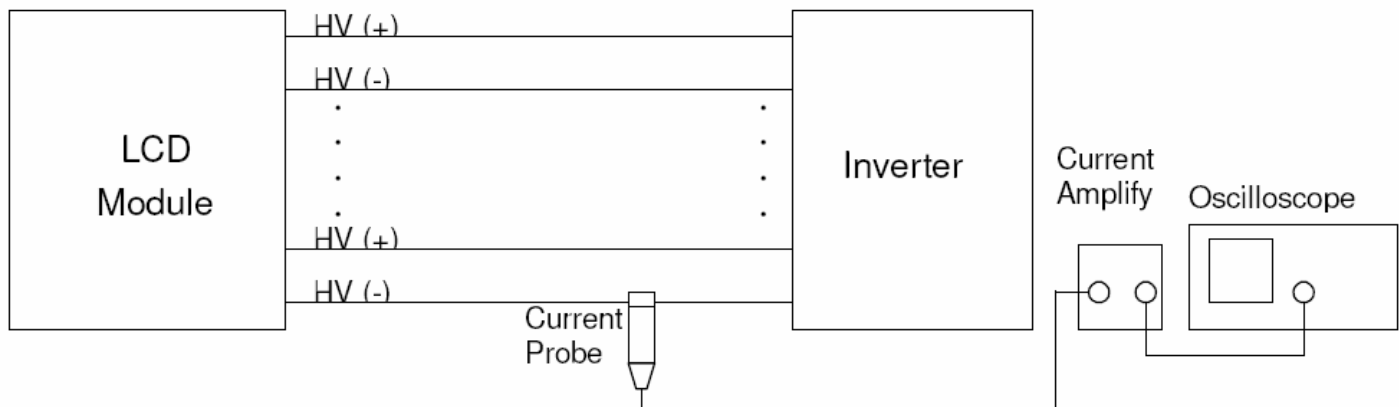 HV (+)
HV (-)
LCD
Module
Inverter
Current
Amplify
Oscilloscope
HV (+)
HV (-)
Current
Probe